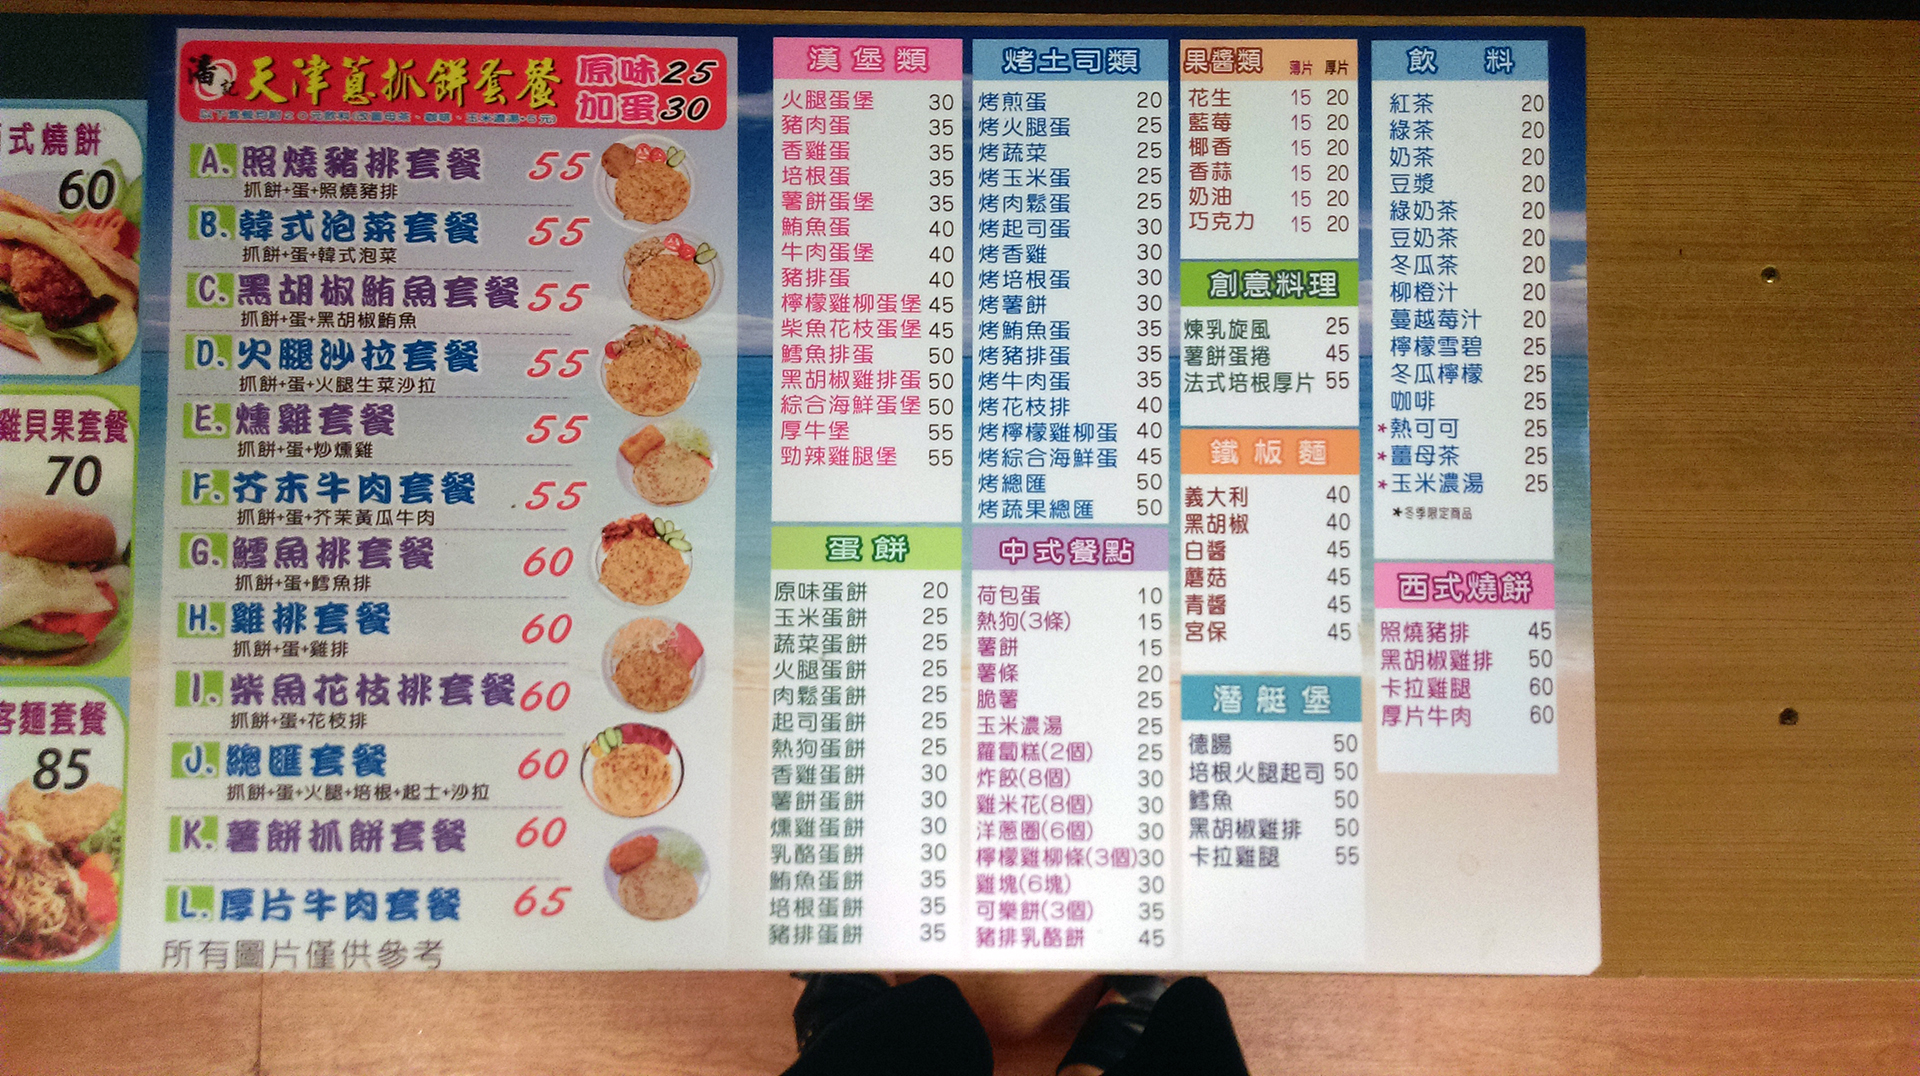 式燒餅
60
雞貝果套餐
70
客麵套餐
85
潘記 天津蔥抓餅套餐 原味25
加蛋30
A.照燒豬排套餐 55
抓餅+蛋+照燒豬排
B.韓式泡菜套餐 55
抓餅+蛋+韓式泡菜
C.黑胡椒鮪魚套餐 55
抓餅+蛋+黑胡椒鮪魚
D.火腿沙拉套餐 55
抓餅+蛋+火腿生菜沙拉
E.燻雞套餐 55
抓餅+蛋+炒燻雞
F.芥末牛肉套餐 55
抓餅+蛋+芥茉黃瓜牛肉
G.鱈魚排套餐 60
抓餅+蛋+鱈魚排
H.雞排套餐 60
抓餅+蛋+雞排
I.柴魚花枝排套餐 60
抓餅+蛋+花枝排
J.總匯套餐 60
抓餅+蛋+火腿+培根+起士+沙拉
K.薯餅抓餅套餐 60
L.厚片牛肉套餐 65
所有圖片僅供參考
漢堡類
火腿蛋堡 30
豬肉蛋 35
香雞蛋 35
培根蛋 35
薯餅蛋堡 35
鮪魚蛋 40
牛肉蛋堡 40
豬排蛋 40
檸檬雞柳蛋堡 45
柴魚花枝蛋堡 45
鱈魚排蛋 50
黑胡椒雞排蛋 50
綜合海鮮蛋堡 50
厚牛堡 55
勁辣雞腿堡 55
蛋餅
原味蛋餅 20
玉米蛋餅 25
蔬菜蛋餅 25
火腿蛋餅 25
肉鬆蛋餅 25
起司蛋餅 25
熱狗蛋餅 25
香雞蛋餅 30
薯餅蛋餅 30
燻雞蛋餅 30
乳酪蛋餅 30
鮪魚蛋餅 35
培根蛋餅 35
豬排蛋餅 35
烤土司類
烤煎蛋 20
烤火腿蛋 25
烤蔬菜 25
烤玉米蛋 25
烤肉鬆蛋 25
烤起司蛋 30
烤香雞 30
烤培根蛋 30
烤薯餅 30
烤鮪魚蛋 35
烤豬排蛋 35
烤牛肉蛋 35
烤花枝排 40
烤檸檬雞柳蛋 40
烤綜合海鮮蛋 45
烤總匯 50
烤蔬果總匯 50
中式餐點
荷包蛋 10
熱狗(3條) 15
薯餅 15
薯條 20
脆薯 25
玉米濃湯 25
蘿蔔糕(2個) 25
炸餃(8個) 30
雞米花(8個) 30
洋蔥圈(6個) 30
檸檬雞柳條(3個) 30
雞塊(6塊) 30
可樂餅(3個) 35
豬排乳酪餅 45
果醬類 薄片 厚片
花生 15 20
藍莓 15 20
椰香 15 20
香蒜 15 20
奶油 15 20
巧克力 15 20
創意料理
煉乳旋風 25
薯餅蛋捲 45
法式培根厚片 55
鐵板麵
義大利 40
黑胡椒 40
白醬 45
蘑菇 45
青醬 45
宮保 45
潛艇堡
德腸 50
培根火腿起司 50
鱈魚 50
黑胡椒雞排 50
卡拉雞腿 55
飲料
紅茶 20
綠茶 20
奶茶 20
豆漿 20
綠奶茶 20
豆奶茶 20
冬瓜茶 20
柳橙汁 20
蔓越莓汁 20
檸檬雪碧 25
冬瓜檸檬 25
咖啡 25
*熱可可 25
*薑母茶 25
*玉米濃湯 25
*冬季限定商品
西式燒餅
照燒豬排 45
黑胡椒雞排 50
卡拉雞腿 60
厚片牛肉 60